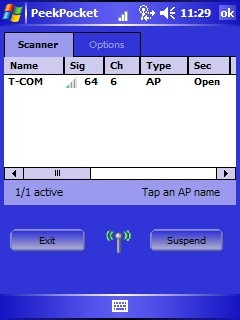 PeekPocket 11:29 ok
Scanner Options
Name Sig Ch Type AP Sec
T-COM 64 6 AP Open
1/1 active Tap an AP name
Exit Suspend